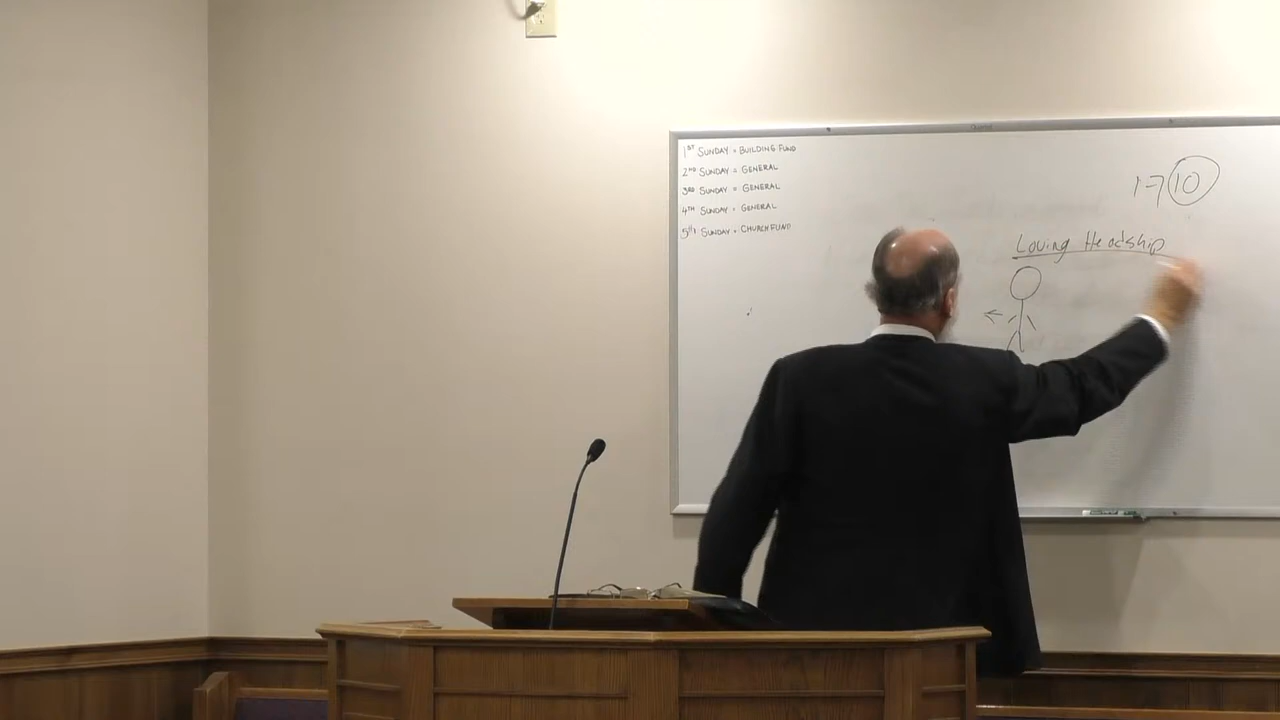 1ST SUNDAY = BUILDING FUND
2ND SUNDAY = GENERAL
3RD SUNDAY = GENERAL
4TH SUNDAY = GENERAL
5TH SUNDAY = CHURCH FUND
1-7 10
Loving Headship